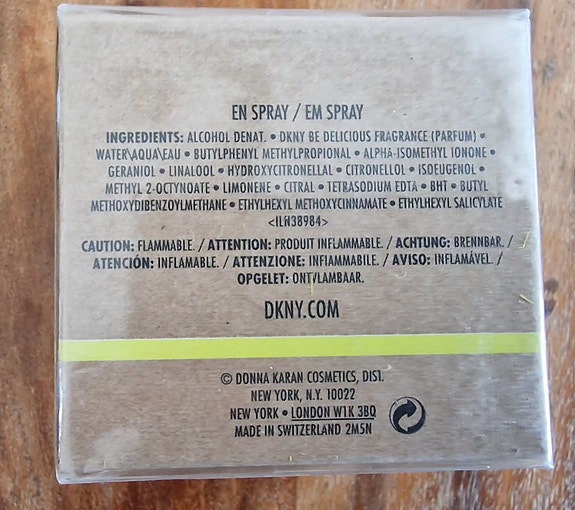 EN SPRAY / EM SPRAY
INGREDIENTS: ALCOHOL DENAT. • DKNY BE DELICIOUS FRAGRANCE (PARFUM) •
WATER\AQUA\EAU • BUTYLPHENYL METHYLPROPIONAL • ALPHA-ISOMETHYL IONONE •
GERANIOL • LINALOOL • HYDROXYCITRONELLAL • CITRONELLOL • ISOEUGENOL •
METHYL 2-OCTYNOATE • LIMONENE • CITRAL • TETRASODIUM EDTA • BHT • BUTYL
METHOXYDIBENZOYLMETHANE • ETHYLHEXYL METHOXYCINNAMATE • ETHYLHEXYL SALICYLATE
<ILN38984>
CAUTION: FLAMMABLE. / ATTENTION: PRODUIT INFLAMMABLE. / ACHTUNG: BRENNBAR. /
ATENCIÓN: INFLAMABLE. / ATTENZIONE: INFIAMMABILE. / AVISO: INFLAMÁVEL. /
OPGELET: ONTVLAMBAAR.
DKNY.COM
© DONNA KARAN COSMETICS, DIST.
NEW YORK, N.Y. 10022
NEW YORK • LONDON W1K 3BQ
MADE IN SWITZERLAND 2M5N